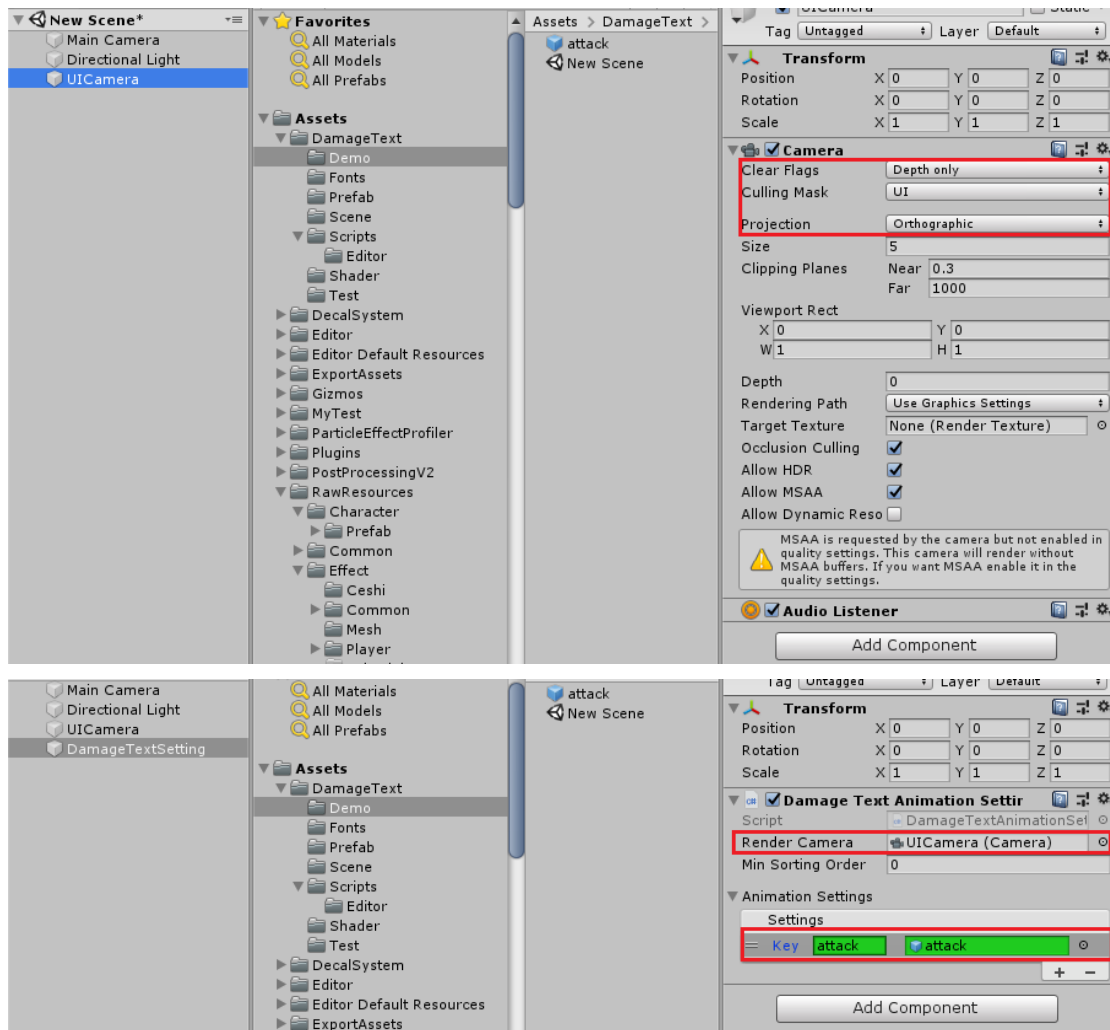 New Scene*
Main Camera
Directional Light
UICamera
Favorites
All Materials
All Models
All Prefabs
Assets
DamageText
Demo
Fonts
Prefab
Scene
Scripts
Editor
Shader
Test
DecalSystem
Editor
Editor Default Resources
ExportAssets
Gizmos
MyTest
ParticleEffectProfiler
Plugins
PostProcessingV2
RawResources
Character
Prefab
Common
Effect
Ceshi
Common
Mesh
Player
Assets > DamageText >
attack
New Scene
UICamera Static
Tag Untagged Layer Default
Transform
Position X 0 Y 0 Z 0
Rotation X 0 Y 0 Z 0
Scale X 1 Y 1 Z 1
Camera
Clear Flags Depth only
Culling Mask UI
Projection Orthographic
Size 5
Clipping Planes Near 0.3
Far 1000
Viewport Rect
X 0 Y 0
W 1 H 1
Depth 0
Rendering Path Use Graphics Settings
Target Texture None (Render Texture)
Occlusion Culling
Allow HDR
Allow MSAA
Allow Dynamic Reso
MSAA is requested by the camera but not enabled in
quality settings. This camera will render without
MSAA buffers. If you want MSAA enable it in the
quality settings.
Audio Listener
Add Component
Main Camera
Directional Light
UICamera
DamageTextSetting
All Materials
All Models
All Prefabs
Assets
DamageText
Demo
Fonts
Prefab
Scene
Scripts
Editor
Shader
Test
DecalSystem
Editor
Editor Default Resources
ExportAssets
attack
New Scene
Tag Untagged Layer Default
Transform
Position X 0 Y 0 Z 0
Rotation X 0 Y 0 Z 0
Scale X 1 Y 1 Z 1
Damage Text Animation Settir
Script DamageTextAnimationSet
Render Camera UICamera (Camera)
Min Sorting Order 0
Animation Settings
Settings
Key attack attack
+ −
Add Component